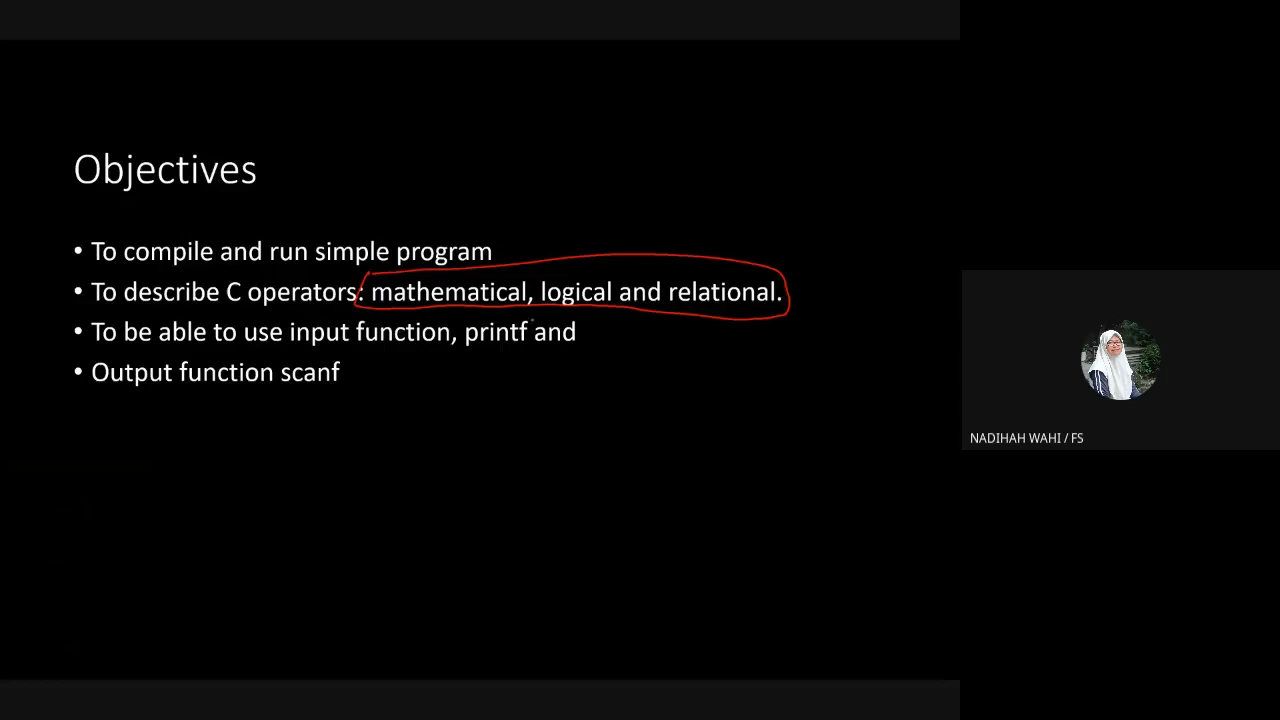 Objectives
• To compile and run simple program
• To describe C operators: mathematical, logical and relational.
• To be able to use input function, printf and
• Output function scanf
NADIHAH WAHI / FS